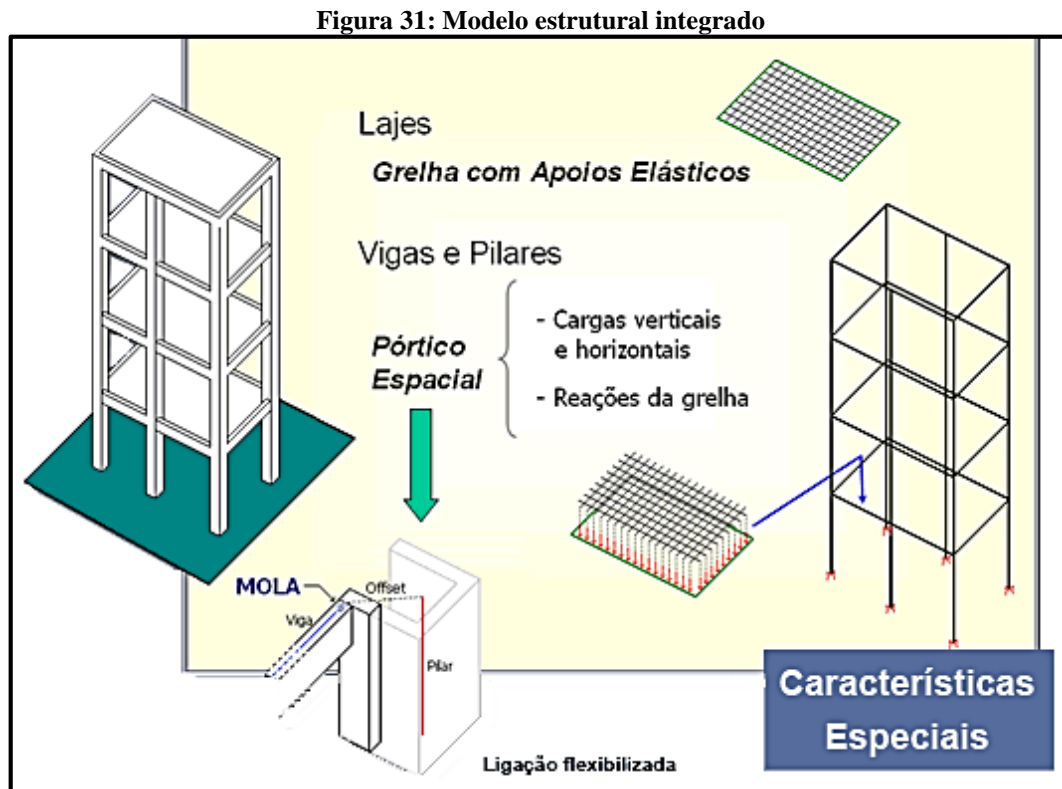 Figura 31: Modelo estrutural integrado
Lajes
Grelha com Apoios Elásticos
Vigas e Pilares
Pórtico
Espacial
- Cargas verticais
e horizontais
- Reações da grelha
MOLA
Offset
Viga
Pilar
Ligação flexibilizada
Características
Especiais